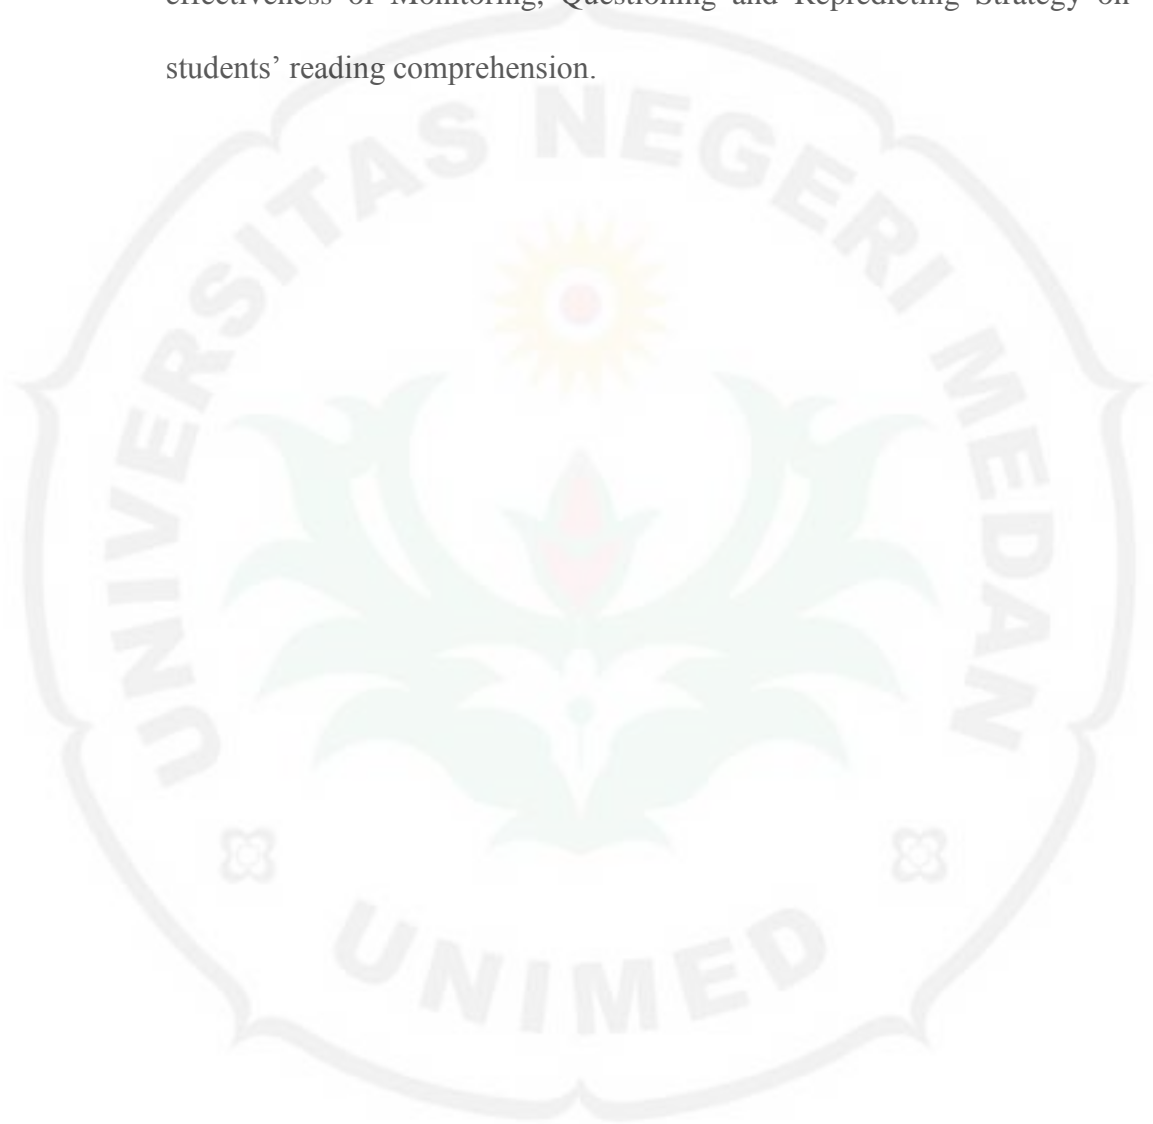 effectiveness of Monitoring, Questioning and Repredicting Strategy on
students’ reading comprehension.
UNIVERSITAS NEGERI MEDAN
UNIMED